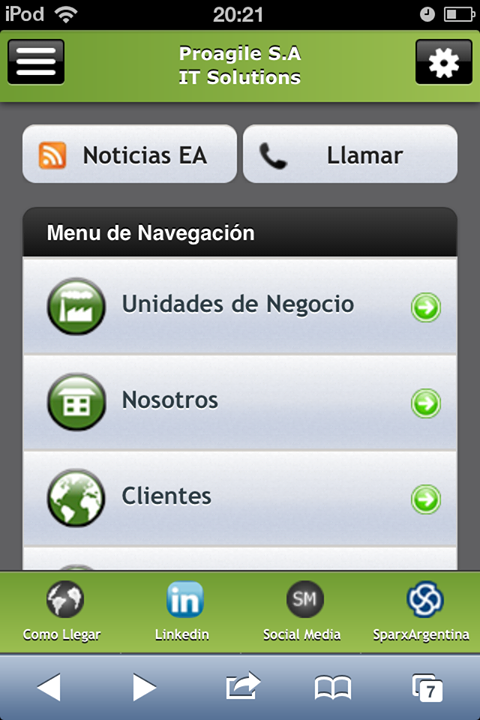 iPod 20:21
Proagile S.A
IT Solutions
Noticias EA
Llamar
Menu de Navegación
Unidades de Negocio
Nosotros
Clientes
Como Llegar
in
Linkedin
SM
Social Media
SparxArgentina
7